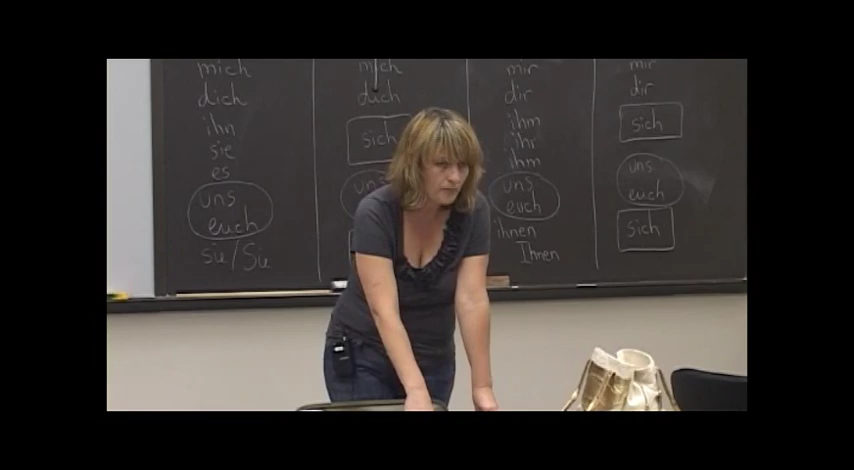 mich
dich
ihn
sie
es
uns
euch
sie/Sie
mich
dich
sich
uns
mir
dir
ihm
ihr
ihm
uns
euch
ihnen
Ihnen
mir
dir
sich
uns
euch
sich